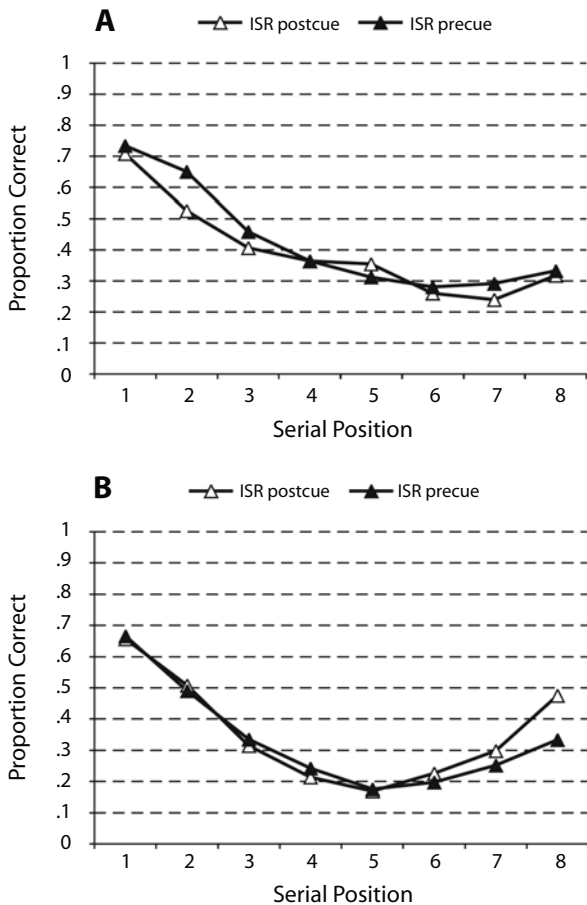 A
ISR postcue ISR precue
1
.9
.8
.7
.6
.5
.4
.3
.2
.1
0
Proportion Correct
1 2 3 4 5 6 7 8
Serial Position
B
ISR postcue ISR precue
1
.9
.8
.7
.6
.5
.4
.3
.2
.1
0
Proportion Correct
1 2 3 4 5 6 7 8
Serial Position